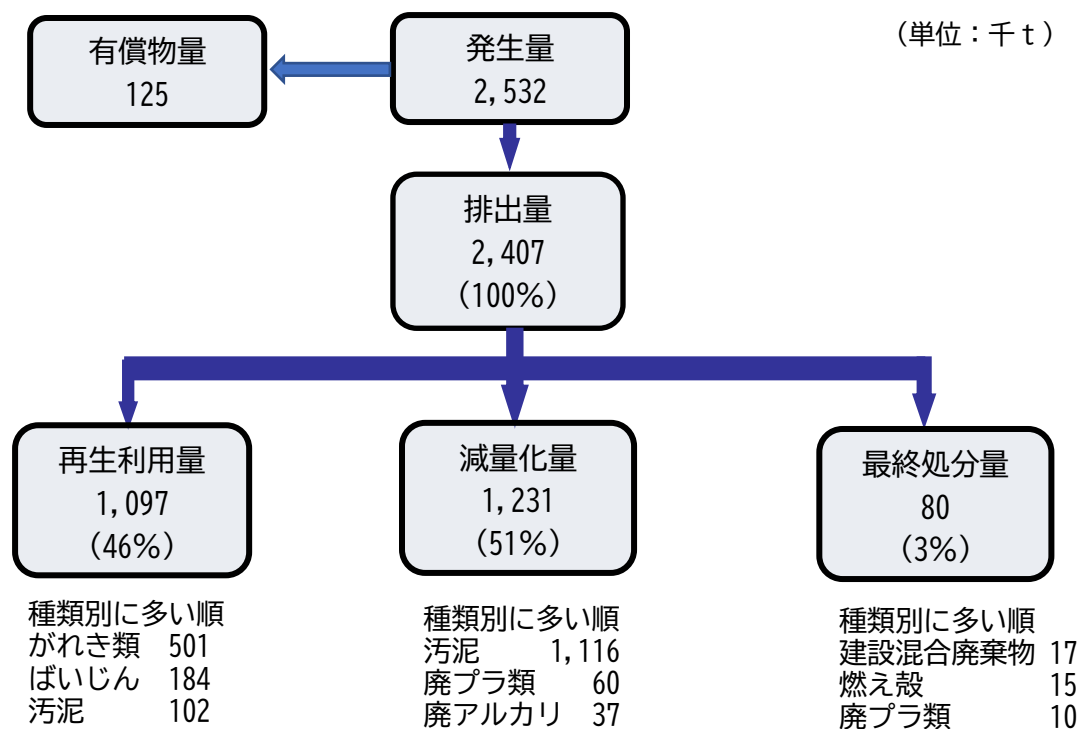 (単位：千ｔ)
有償物量
125
発生量
2,532
排出量
2,407
(100%)
再生利用量
1,097
(46%)
減量化量
1,231
(51%)
最終処分量
80
(3%)
種類別に多い順
がれき類 501
ばいじん 184
汚泥 102
種類別に多い順
汚泥 1,116
廃プラ類 60
廃アルカリ 37
種類別に多い順
建設混合廃棄物 17
燃え殻 15
廃プラ類 10